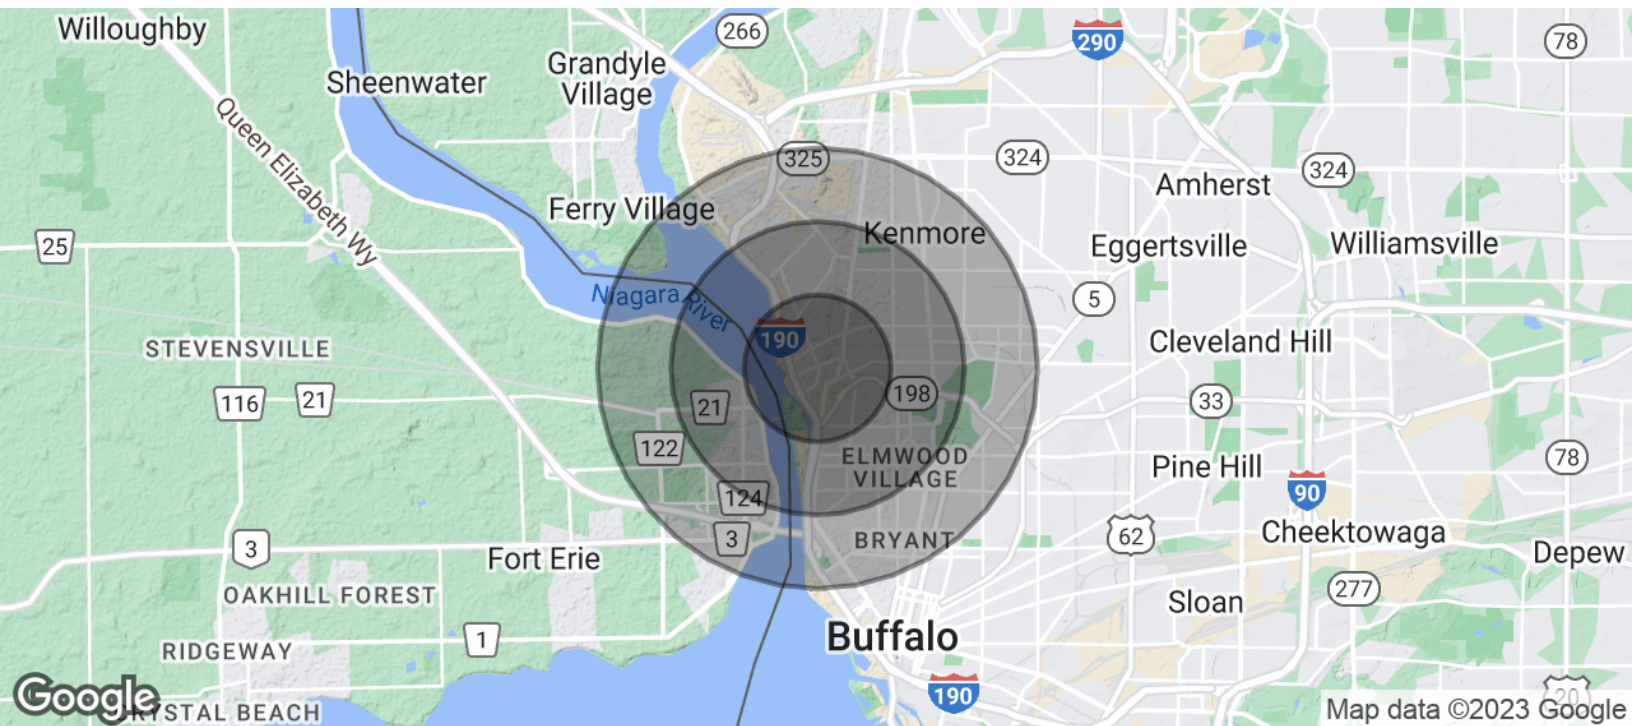 Willoughby
266
290
78
Sheenwater
Grandyle
Village
Queen Elizabeth Wy
325
324
324
Amherst
Ferry Village
Kenmore
25
Eggertsville
Williamsville
Niagara River
5
190
STEVENSVILLE
Cleveland Hill
116
21
21
198
33
122
ELMWOOD
VILLAGE
Pine Hill
78
124
90
3
BRYANT
62
Cheektowaga
3
Fort Erie
Depew
OAKHILL FOREST
277
Sloan
1
Buffalo
RIDGEWAY
190
20
Google
CRYSTAL BEACH
Map data ©2023 Google